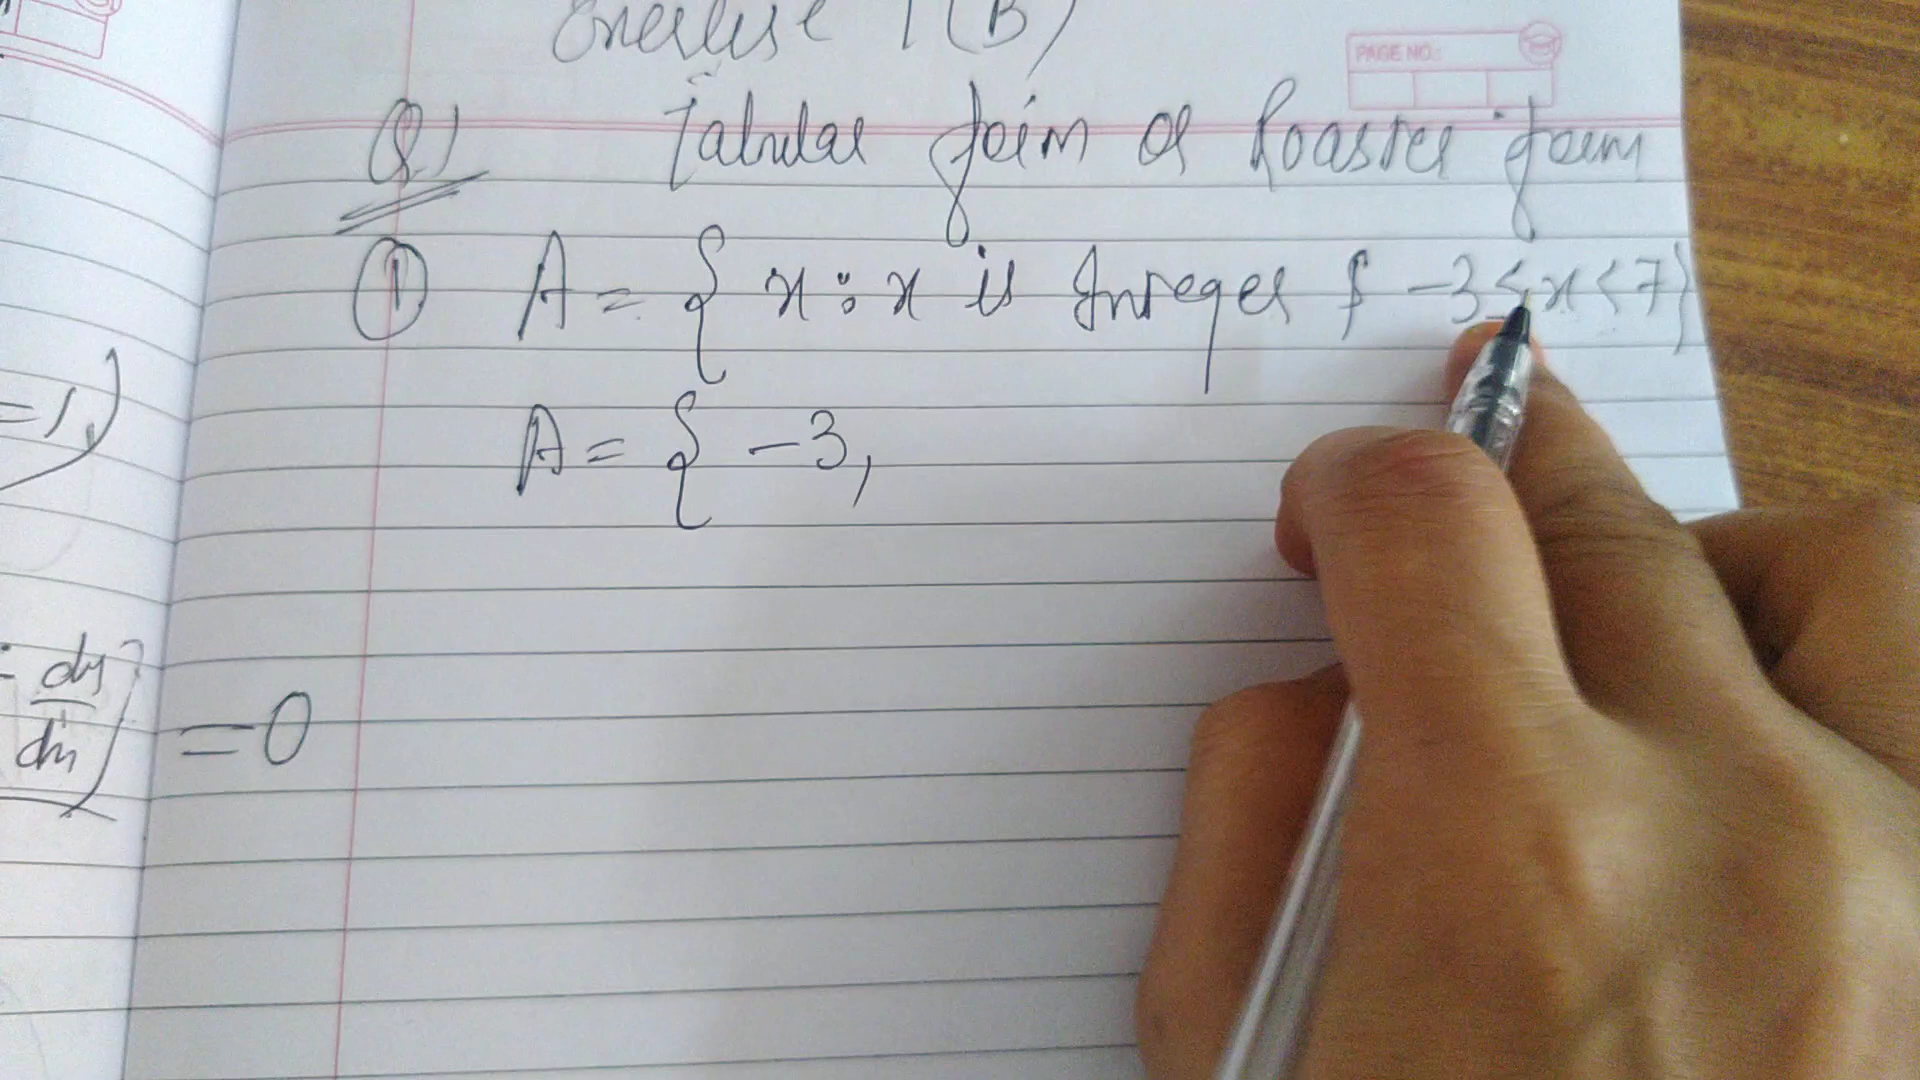 Exercise 1(B)
PAGE NO.:
Q1 Tabular form or Roaster form
① A = { x : x is Integer & -3 ≤ x < 7}
A = { -3,
=1,)
dy
dx
= 0